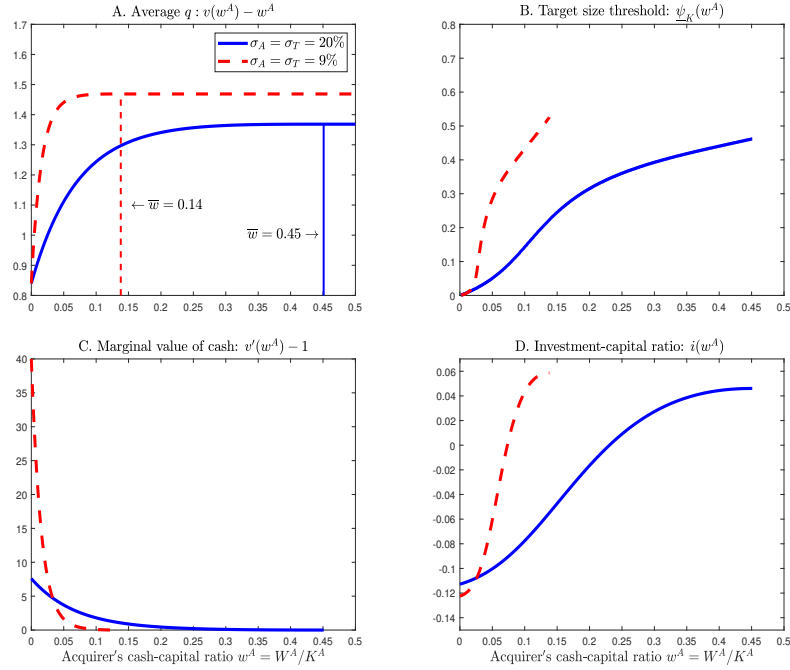 A. Average q : v(w^A) − w^A
1.7
1.6
1.5
1.4
1.3
1.2
1.1
1
0.9
0.8
σ_A = σ_T = 20%
σ_A = σ_T = 9%
← w̅ = 0.14
w̅ = 0.45 →
0 0.05 0.1 0.15 0.2 0.25 0.3 0.35 0.4 0.45 0.5
B. Target size threshold: ψ̲_K(w^A)
0.8
0.7
0.6
0.5
0.4
0.3
0.2
0.1
0
0 0.05 0.1 0.15 0.2 0.25 0.3 0.35 0.4 0.45 0.5
C. Marginal value of cash: v′(w^A) − 1
40
35
30
25
20
15
10
5
0
0 0.05 0.1 0.15 0.2 0.25 0.3 0.35 0.4 0.45 0.5
Acquirer's cash-capital ratio w^A = W^A/K^A
D. Investment-capital ratio: i(w^A)
0.06
0.04
0.02
0
-0.02
-0.04
-0.06
-0.08
-0.1
-0.12
-0.14
0 0.05 0.1 0.15 0.2 0.25 0.3 0.35 0.4 0.45 0.5
Acquirer's cash-capital ratio w^A = W^A/K^A